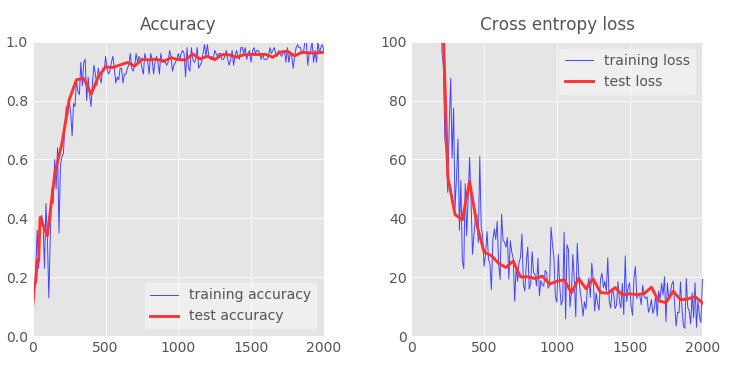 Accuracy
1.0
0.8
0.6
0.4
0.2
0.0
training accuracy
test accuracy
0 500 1000 1500 2000
Cross entropy loss
100
80
60
40
20
0
training loss
test loss
0 500 1000 1500 2000